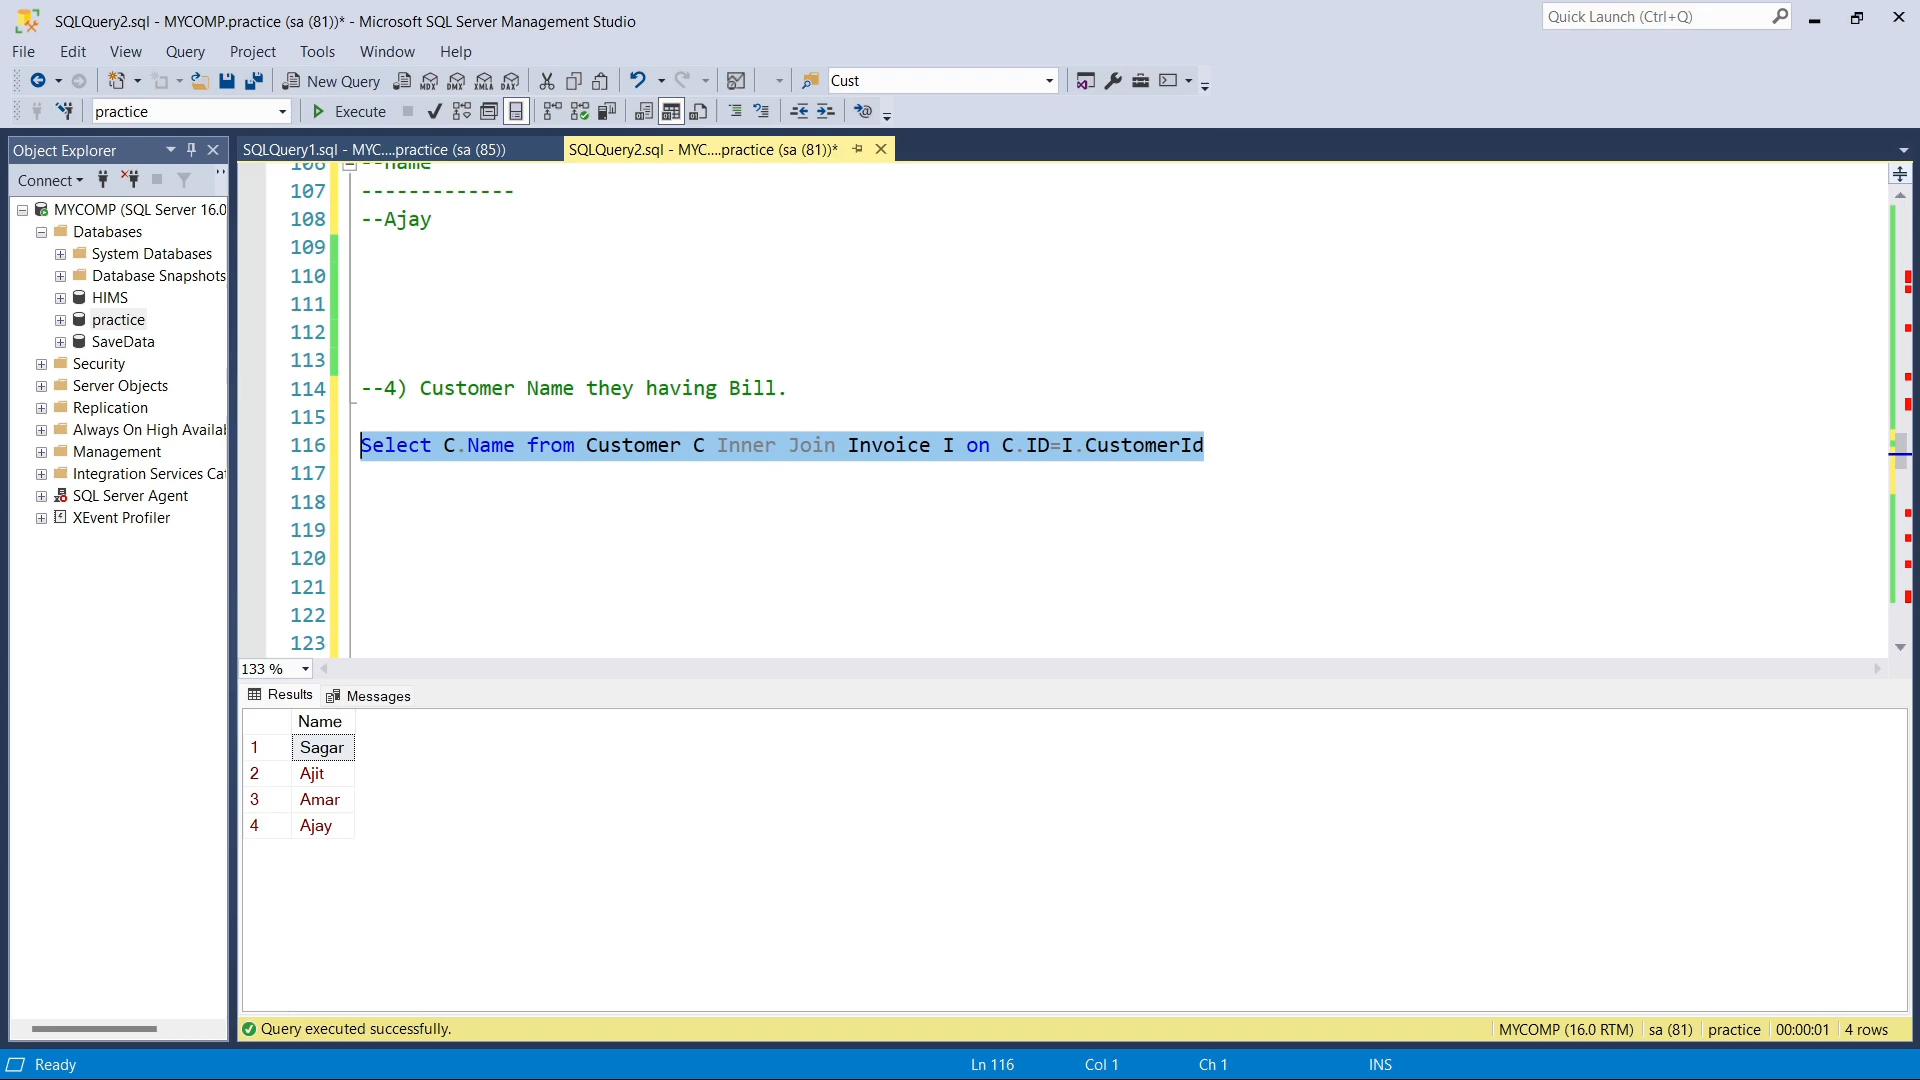 SQLQuery2.sql - MYCOMP.practice (sa (81))* - Microsoft SQL Server Management Studio
Quick Launch (Ctrl+Q)
File Edit View Query Project Tools Window Help
New Query
MDX DMX XMLA DAX
Cust
practice
Execute
Object Explorer
SQLQuery1.sql - MYC....practice (sa (85))
SQLQuery2.sql - MYC....practice (sa (81))*
Connect
MYCOMP (SQL Server 16.0
Databases
System Databases
Database Snapshots
HIMS
practice
SaveData
Security
Server Objects
Replication
Always On High Availal
Management
Integration Services Cat
SQL Server Agent
XEvent Profiler
106 --name
107 -------------
108 --Ajay
109
110
111
112
113
114 --4) Customer Name they having Bill.
115
116 Select C.Name from Customer C Inner Join Invoice I on C.ID=I.CustomerId
117
118
119
120
121
122
123
133 %
Results Messages
Name
1 Sagar
2 Ajit
3 Amar
4 Ajay
Query executed successfully.
MYCOMP (16.0 RTM) sa (81) practice 00:00:01 4 rows
Ready
Ln 116 Col 1 Ch 1 INS